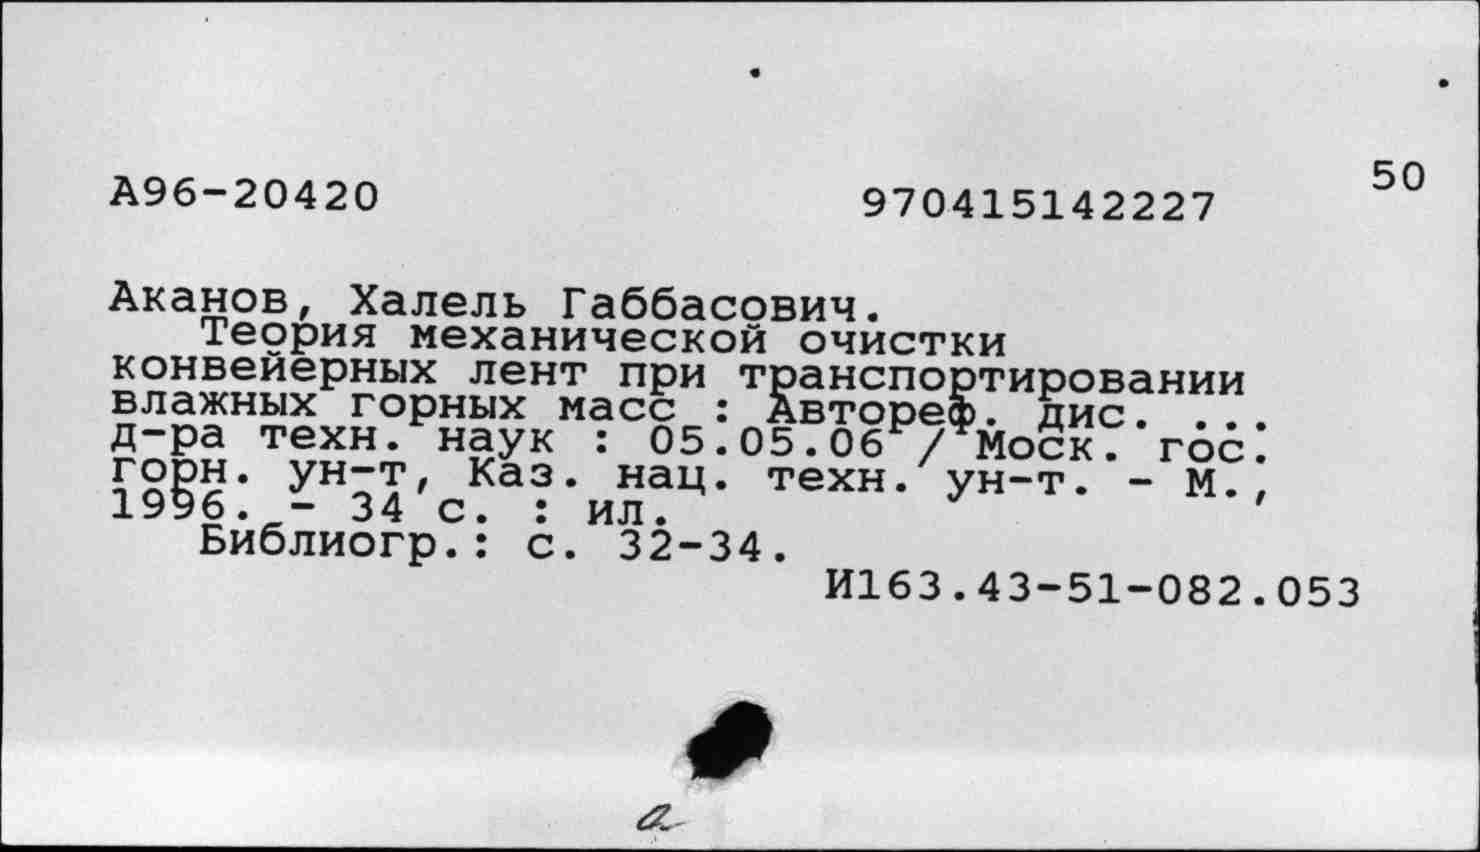 А96-20420 970415142227 50
Аканов, Халель Габбасович.
Теория механической очистки
конвейерных лент при транспортировании
влажных горных масс : Автореф. дис. ...
д-ра техн. наук : 05.05.06 / Моск. гос.
горн. ун-т, Каз. нац. техн. ун-т. - М.,
1996. - 34 с. : ил.
Библиогр.: с. 32-34.
И163.43-51-082.053
а